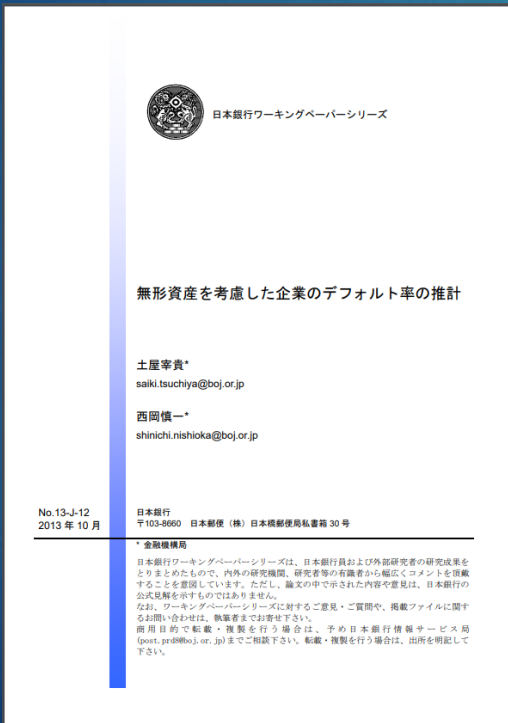 日本銀行ワーキングペーパーシリーズ
無形資産を考慮した企業のデフォルト率の推計
土屋宰貴*
saiki.tsuchiya@boj.or.jp
西岡慎一*
shinichi.nishioka@boj.or.jp
No.13-J-12
2013 年 10 月
日本銀行
〒103-8660 日本郵便(株)日本橋郵便局私書箱 30 号
* 金融機構局
日本銀行ワーキングペーパーシリーズは、日本銀行員および外部研究者の研究成果を
とりまとめたもので、内外の研究機関、研究者等の有識者から幅広くコメントを頂戴
することを意図しています。ただし、論文の中で示された内容や意見は、日本銀行の
公式見解を示すものではありません。
なお、ワーキングペーパーシリーズに対するご意見・ご質問や、掲載ファイルに関す
るお問い合わせは、執筆者までお寄せ下さい。
商用目的で転載・複製を行う場合は、予め日本銀行情報サービス局
(post.prd8@boj.or.jp)までご相談下さい。転載・複製を行う場合は、出所を明記して
下さい。